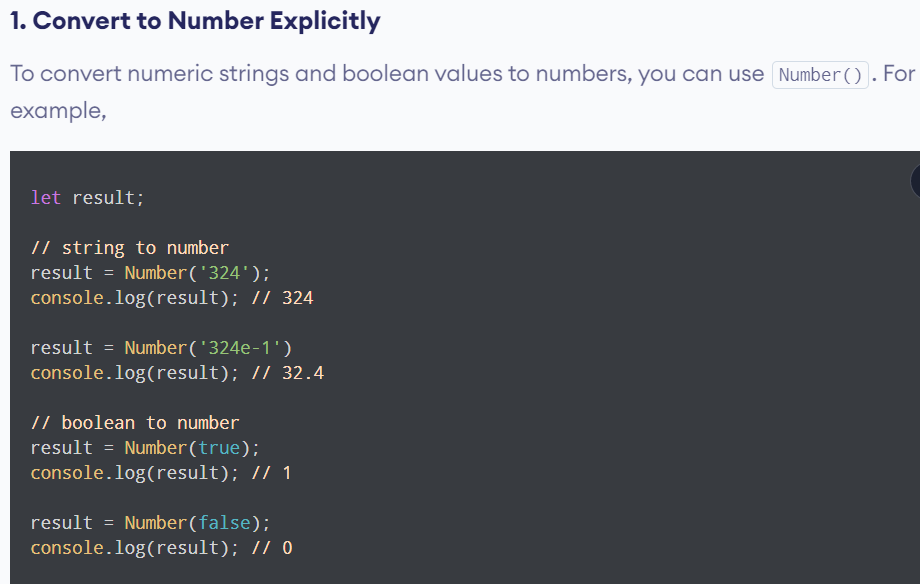 1. Convert to Number Explicitly
To convert numeric strings and boolean values to numbers, you can use Number() . For
example,
let result;
// string to number
result = Number('324');
console.log(result); // 324
result = Number('324e-1')
console.log(result); // 32.4
// boolean to number
result = Number(true);
console.log(result); // 1
result = Number(false);
console.log(result); // 0